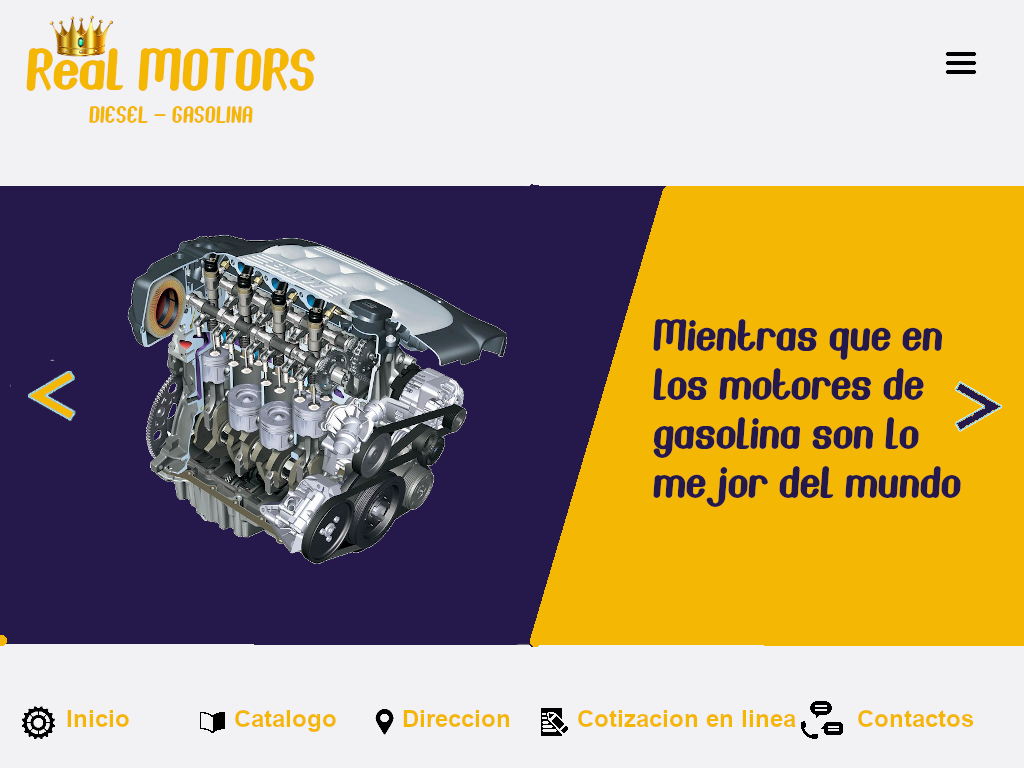 Real MOTORS
DIESEL – GASOLINA
Mientras que en
los motores de
gasolina son lo
mejor del mundo
Inicio
Catalogo
Direccion
Cotizacion en linea
Contactos